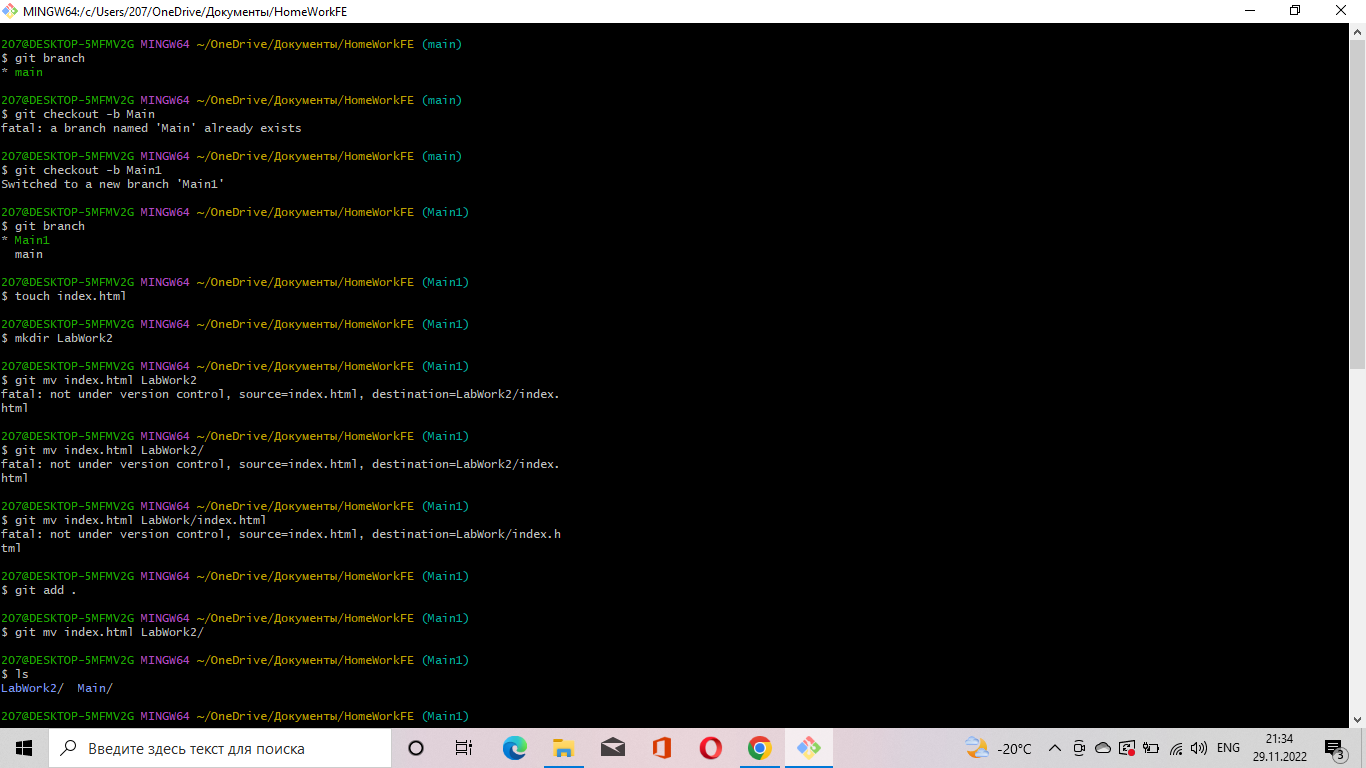 MINGW64:/c/Users/207/OneDrive/Документы/HomeWorkFE
207@DESKTOP-5MFMV2G MINGW64 ~/OneDrive/Документы/HomeWorkFE (main)
$ git branch
* main
207@DESKTOP-5MFMV2G MINGW64 ~/OneDrive/Документы/HomeWorkFE (main)
$ git checkout -b Main
fatal: a branch named 'Main' already exists
207@DESKTOP-5MFMV2G MINGW64 ~/OneDrive/Документы/HomeWorkFE (main)
$ git checkout -b Main1
Switched to a new branch 'Main1'
207@DESKTOP-5MFMV2G MINGW64 ~/OneDrive/Документы/HomeWorkFE (Main1)
$ git branch
* Main1
  main
207@DESKTOP-5MFMV2G MINGW64 ~/OneDrive/Документы/HomeWorkFE (Main1)
$ touch index.html
207@DESKTOP-5MFMV2G MINGW64 ~/OneDrive/Документы/HomeWorkFE (Main1)
$ mkdir LabWork2
207@DESKTOP-5MFMV2G MINGW64 ~/OneDrive/Документы/HomeWorkFE (Main1)
$ git mv index.html LabWork2
fatal: not under version control, source=index.html, destination=LabWork2/index.
html
207@DESKTOP-5MFMV2G MINGW64 ~/OneDrive/Документы/HomeWorkFE (Main1)
$ git mv index.html LabWork2/
fatal: not under version control, source=index.html, destination=LabWork2/index.
html
207@DESKTOP-5MFMV2G MINGW64 ~/OneDrive/Документы/HomeWorkFE (Main1)
$ git mv index.html LabWork/index.html
fatal: not under version control, source=index.html, destination=LabWork/index.h
tml
207@DESKTOP-5MFMV2G MINGW64 ~/OneDrive/Документы/HomeWorkFE (Main1)
$ git add .
207@DESKTOP-5MFMV2G MINGW64 ~/OneDrive/Документы/HomeWorkFE (Main1)
$ git mv index.html LabWork2/
207@DESKTOP-5MFMV2G MINGW64 ~/OneDrive/Документы/HomeWorkFE (Main1)
$ ls
LabWork2/  Main/
207@DESKTOP-5MFMV2G MINGW64 ~/OneDrive/Документы/HomeWorkFE (Main1)
Введите здесь текст для поиска
-20°C
ENG
21:34
29.11.2022
3